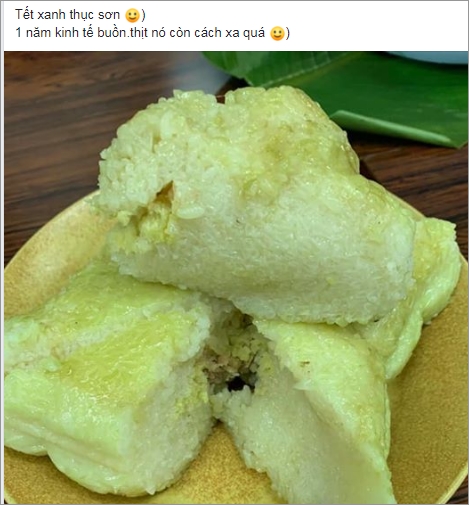 Tết xanh thục sơn 🙂)
1 năm kinh tế buồn.thịt nó còn cách xa quá 🙂)